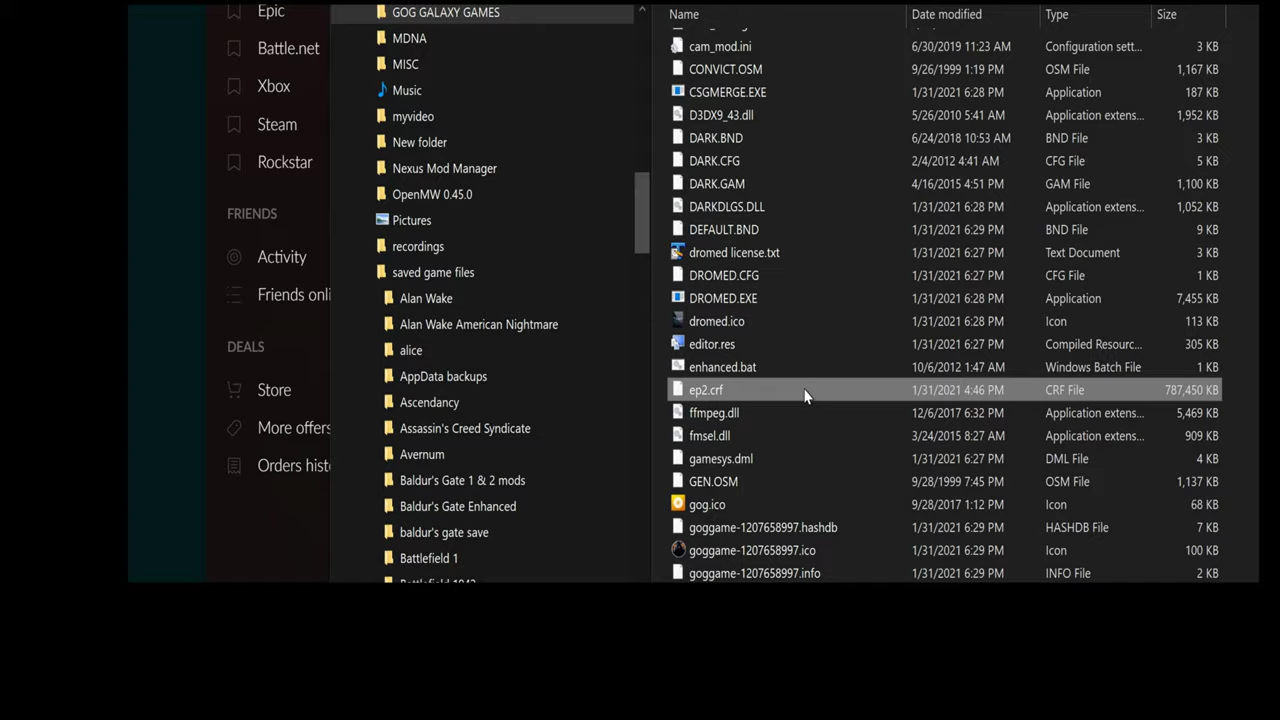 Epic
Battle.net
Xbox
Steam
Rockstar
FRIENDS
Activity
Friends onli
DEALS
Store
More offers
Orders hist
GOG GALAXY GAMES
MDNA
MISC
Music
myvideo
New folder
Nexus Mod Manager
OpenMW 0.45.0
Pictures
recordings
saved game files
Alan Wake
Alan Wake American Nightmare
alice
AppData backups
Ascendancy
Assassin's Creed Syndicate
Avernum
Baldur's Gate 1 & 2 mods
Baldur's Gate Enhanced
baldur's gate save
Battlefield 1
Battlefield 1942
Name Date modified Type Size
cam_mod.ini 6/30/2019 11:23 AM Configuration sett... 3 KB
CONVICT.OSM 9/26/1999 1:19 PM OSM File 1,167 KB
CSGMERGE.EXE 1/31/2021 6:28 PM Application 187 KB
D3DX9_43.dll 5/26/2010 5:41 AM Application extens... 1,952 KB
DARK.BND 6/24/2018 10:53 AM BND File 3 KB
DARK.CFG 2/4/2012 4:41 AM CFG File 5 KB
DARK.GAM 4/16/2015 4:51 PM GAM File 1,100 KB
DARKDLGS.DLL 1/31/2021 6:28 PM Application extens... 1,052 KB
DEFAULT.BND 1/31/2021 6:29 PM BND File 9 KB
dromed license.txt 1/31/2021 6:28 PM Text Document 3 KB
DROMED.CFG 1/31/2021 6:27 PM CFG File 1 KB
DROMED.EXE 1/31/2021 6:28 PM Application 7,455 KB
dromed.ico 1/31/2021 6:28 PM Icon 113 KB
editor.res 1/31/2021 6:27 PM Compiled Resourc... 305 KB
enhanced.bat 10/6/2012 1:47 AM Windows Batch File 1 KB
ep2.crf 1/31/2021 4:46 PM CRF File 787,450 KB
ffmpeg.dll 12/6/2017 6:32 PM Application extens... 5,469 KB
fmsel.dll 3/24/2015 8:27 AM Application extens... 909 KB
gamesys.dml 1/31/2021 6:27 PM DML File 4 KB
GEN.OSM 9/28/1999 7:45 PM OSM File 1,137 KB
gog.ico 9/28/2017 1:12 PM Icon 68 KB
goggame-1207658997.hashdb 1/31/2021 6:29 PM HASHDB File 7 KB
goggame-1207658997.ico 1/31/2021 6:29 PM Icon 100 KB
goggame-1207658997.info 1/31/2021 6:29 PM INFO File 2 KB